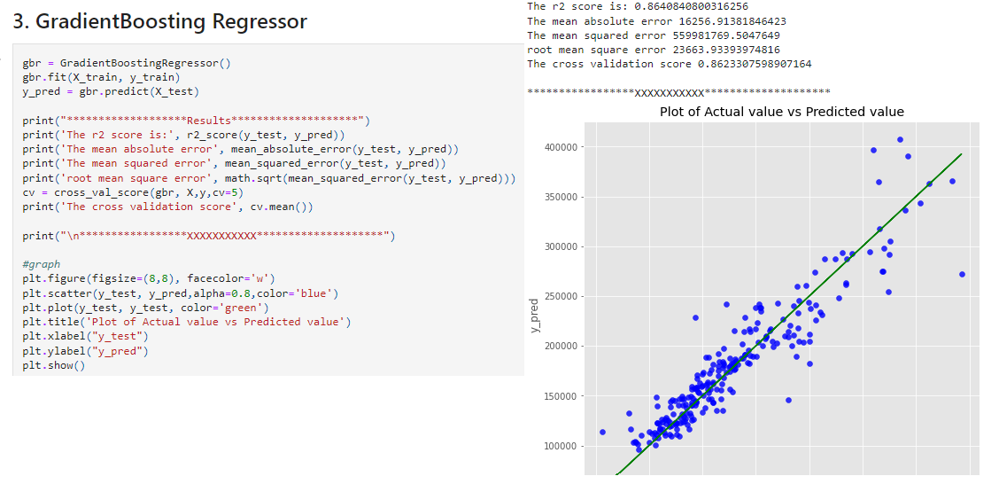 3. GradientBoosting Regressor
gbr = GradientBoostingRegressor()
gbr.fit(X_train, y_train)
y_pred = gbr.predict(X_test)
print("*******************Results********************")
print('The r2 score is:', r2_score(y_test, y_pred))
print('The mean absolute error', mean_absolute_error(y_test, y_pred))
print('The mean squared error', mean_squared_error(y_test, y_pred))
print('root mean square error', math.sqrt(mean_squared_error(y_test, y_pred)))
cv = cross_val_score(gbr, X,y,cv=5)
print('The cross validation score', cv.mean())
print("\n*****************XXXXXXXXXXX********************")
#graph
plt.figure(figsize=(8,8), facecolor='w')
plt.scatter(y_test, y_pred,alpha=0.8,color='blue')
plt.plot(y_test, y_test, color='green')
plt.title('Plot of Actual value vs Predicted value')
plt.xlabel("y_test")
plt.ylabel("y_pred")
plt.show()
The r2 score is: 0.8640840800316256
The mean absolute error 16256.91381846423
The mean squared error 559981769.5047649
root mean square error 23663.93393974816
The cross validation score 0.8623307598907164
*****************XXXXXXXXXXX********************
Plot of Actual value vs Predicted value
400000
350000
300000
250000
200000
150000
100000
y_pred